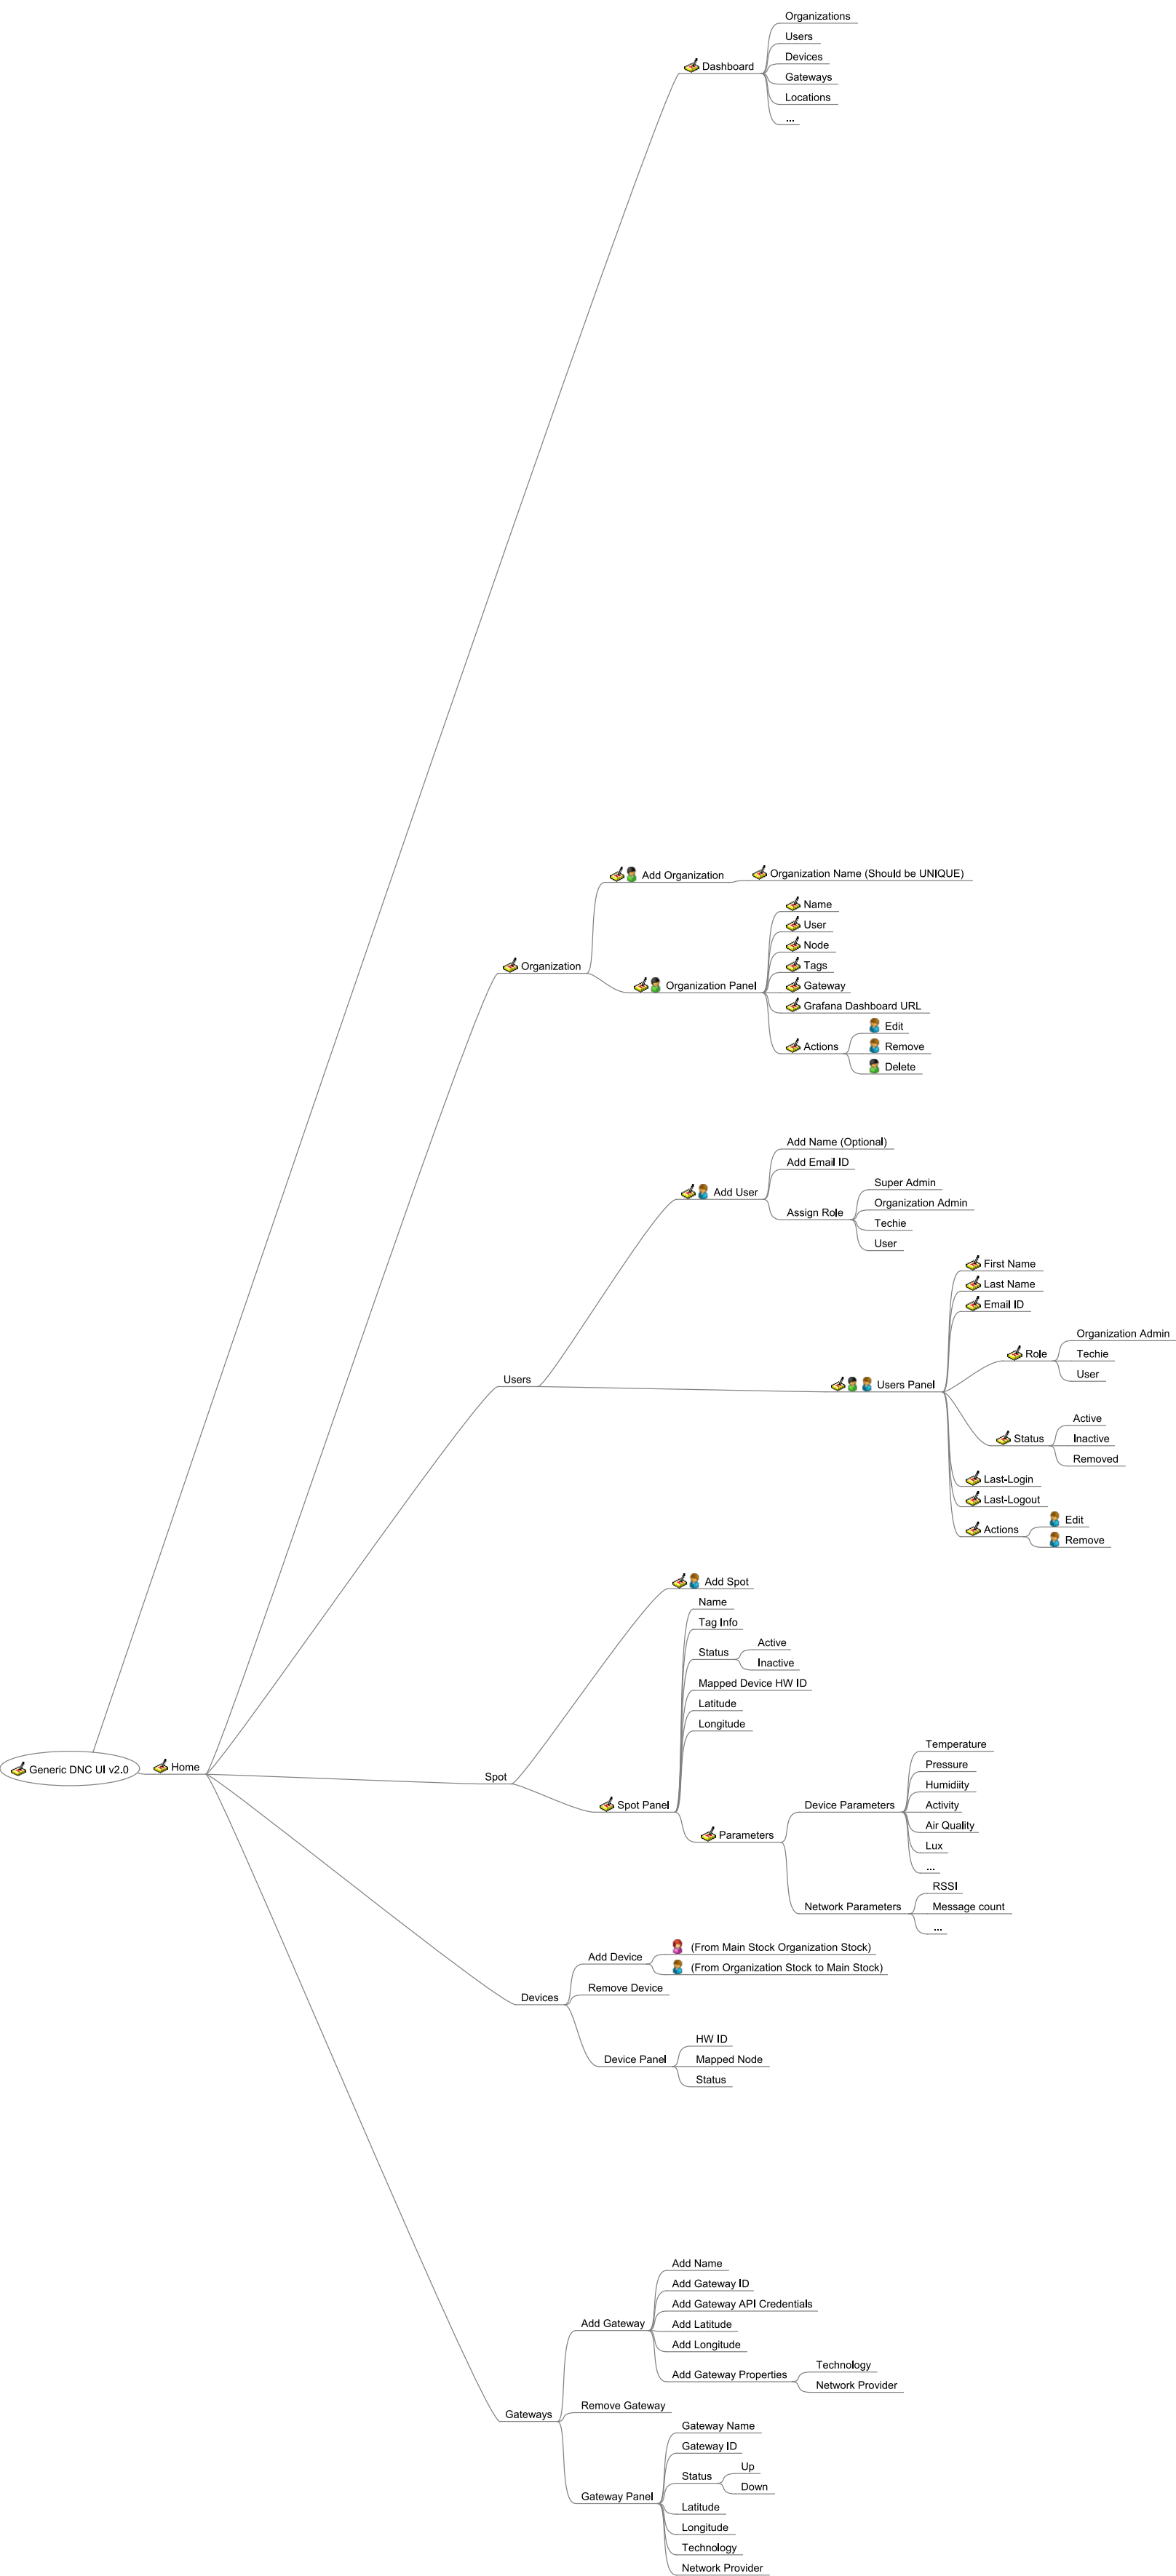 Organizations
Users
Devices
Dashboard
Gateways
Locations
...
Add Organization
Organization Name (Should be UNIQUE)
Name
User
Node
Organization
Tags
Organization Panel
Gateway
Grafana Dashboard URL
Edit
Actions
Remove
Delete
Add Name (Optional)
Add Email ID
Add User
Super Admin
Organization Admin
Assign Role
Techie
User
First Name
Last Name
Email ID
Organization Admin
Role
Techie
User
Users
Users Panel
Active
Status
Inactive
Removed
Last-Login
Last-Logout
Edit
Actions
Remove
Add Spot
Name
Tag Info
Active
Status
Inactive
Mapped Device HW ID
Latitude
Longitude
Temperature
Generic DNC UI v2.0
Home
Pressure
Spot
Humidiity
Spot Panel
Device Parameters
Activity
Air Quality
Parameters
Lux
...
RSSI
Network Parameters
Message count
...
(From Main Stock Organization Stock)
Add Device
(From Organization Stock to Main Stock)
Remove Device
Devices
HW ID
Device Panel
Mapped Node
Status
Add Name
Add Gateway ID
Add Gateway API Credentials
Add Gateway
Add Latitude
Add Longitude
Technology
Add Gateway Properties
Network Provider
Remove Gateway
Gateways
Gateway Name
Gateway ID
Up
Status
Down
Gateway Panel
Latitude
Longitude
Technology
Network Provider